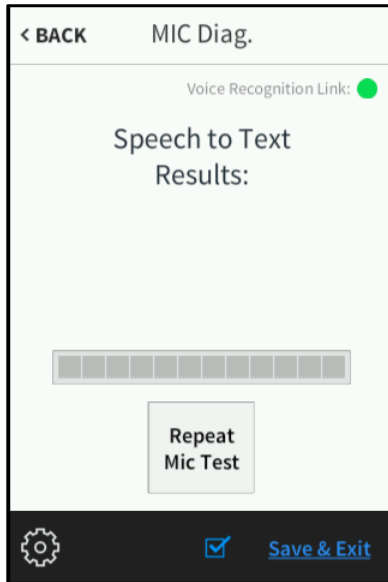 < BACK MIC Diag.
Voice Recognition Link:
Speech to Text
Results:
Repeat
Mic Test
Save & Exit